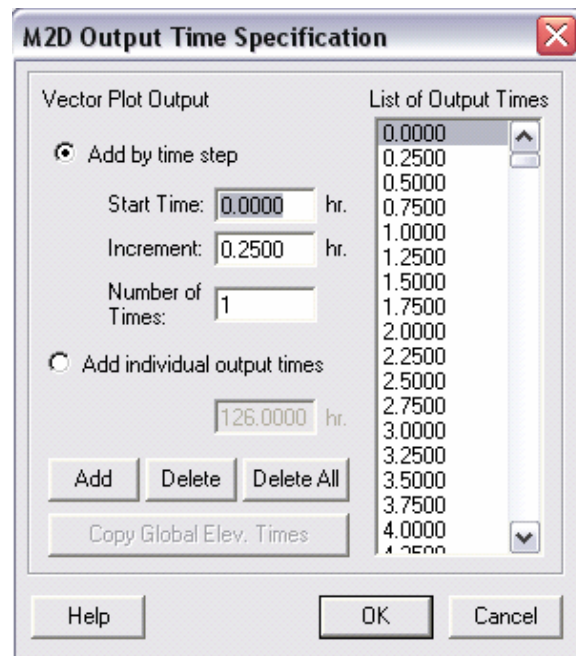 M2D Output Time Specification
Vector Plot Output
Add by time step
Start Time: 0.0000 hr.
Increment: 0.2500 hr.
Number of
Times: 1
Add individual output times
126.0000 hr.
Add Delete Delete All
Copy Global Elev. Times
List of Output Times
0.0000
0.2500
0.5000
0.7500
1.0000
1.2500
1.5000
1.7500
2.0000
2.2500
2.5000
2.7500
3.0000
3.2500
3.5000
3.7500
4.0000
4.2500
Help OK Cancel